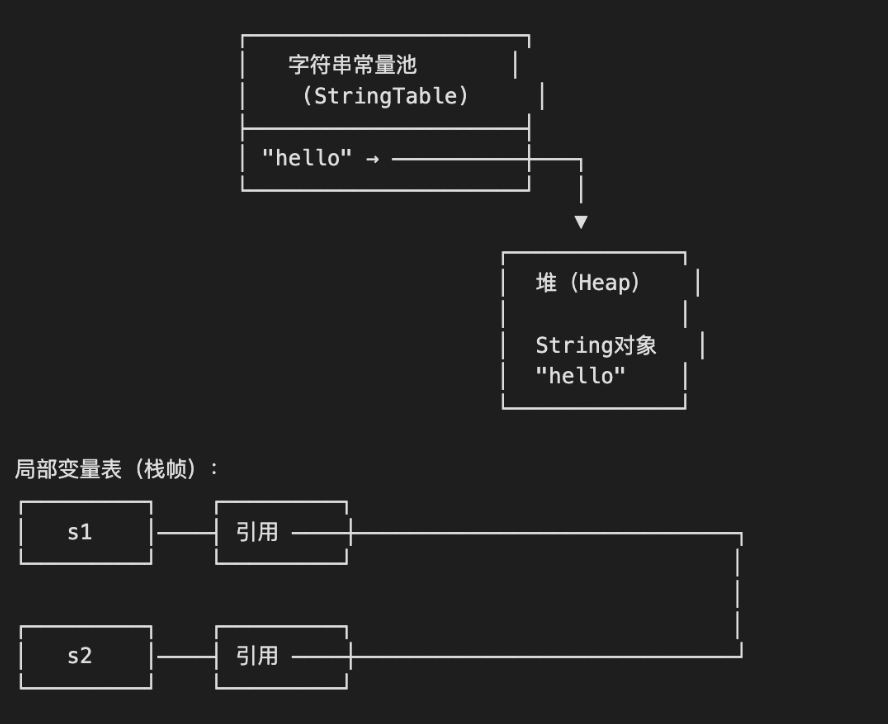 字符串常量池
(StringTable)
"hello" →
▼
堆 (Heap)
String对象
"hello"
局部变量表（栈帧）:
s1 引用
s2 引用